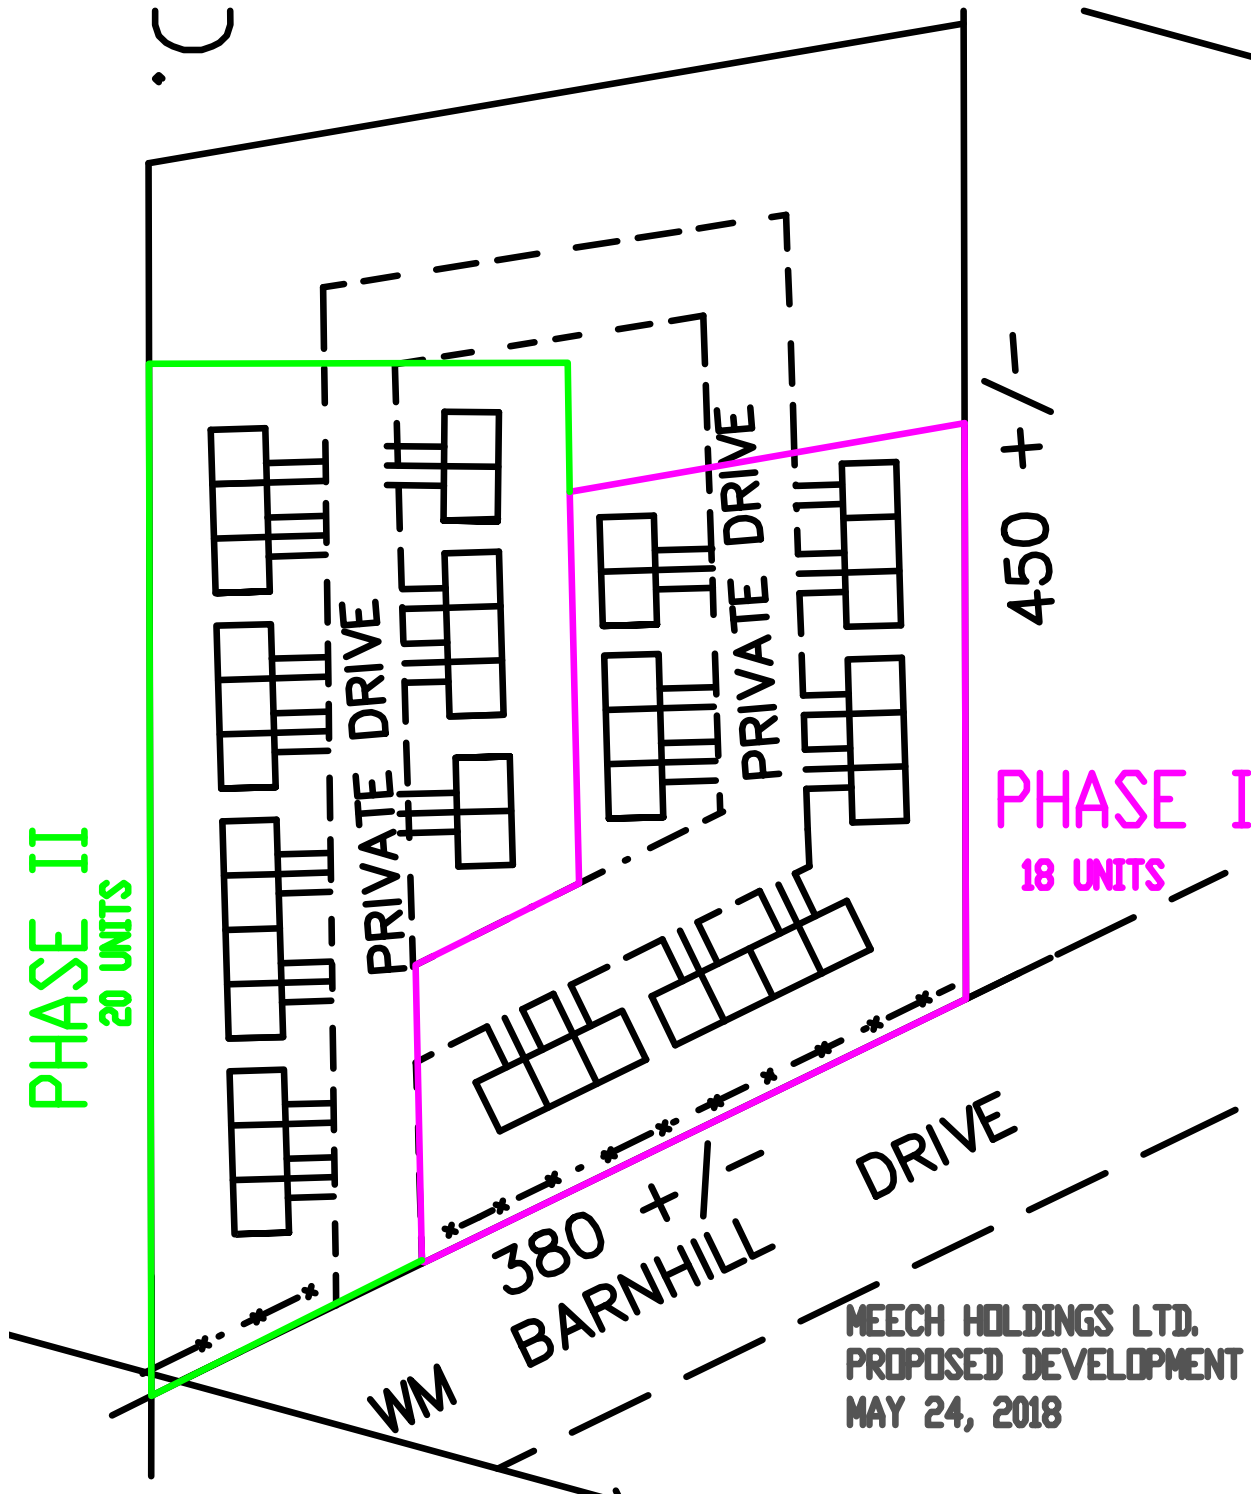 PRIVATE DRIVE
PRIVATE DRIVE
450 +/-
PHASE I
18 UNITS
PHASE II
20 UNITS
380 +/-
WM BARNHILL DRIVE
MEECH HOLDINGS LTD.
PROPOSED DEVELOPMENT
MAY 24, 2018